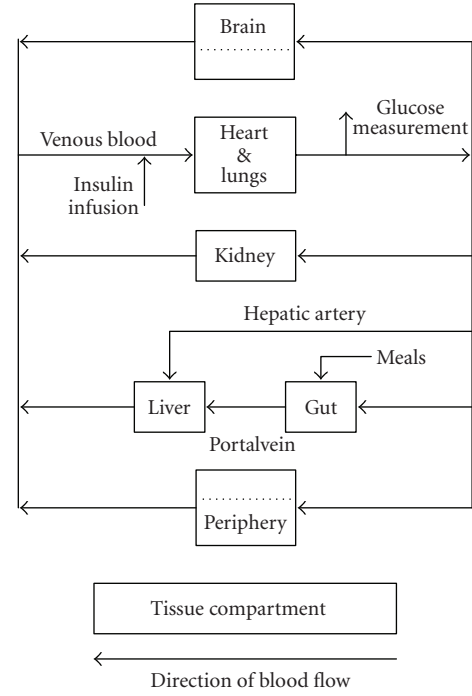 Brain
Glucose
measurement
Venous blood
Heart
&
lungs
Insulin
infusion
Kidney
Hepatic artery
Meals
Liver
Gut
Portalvein
Periphery
Tissue compartment
Direction of blood flow